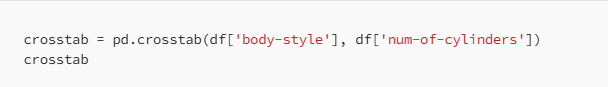 crosstab = pd.crosstab(df['body-style'], df['num-of-cylinders'])
crosstab